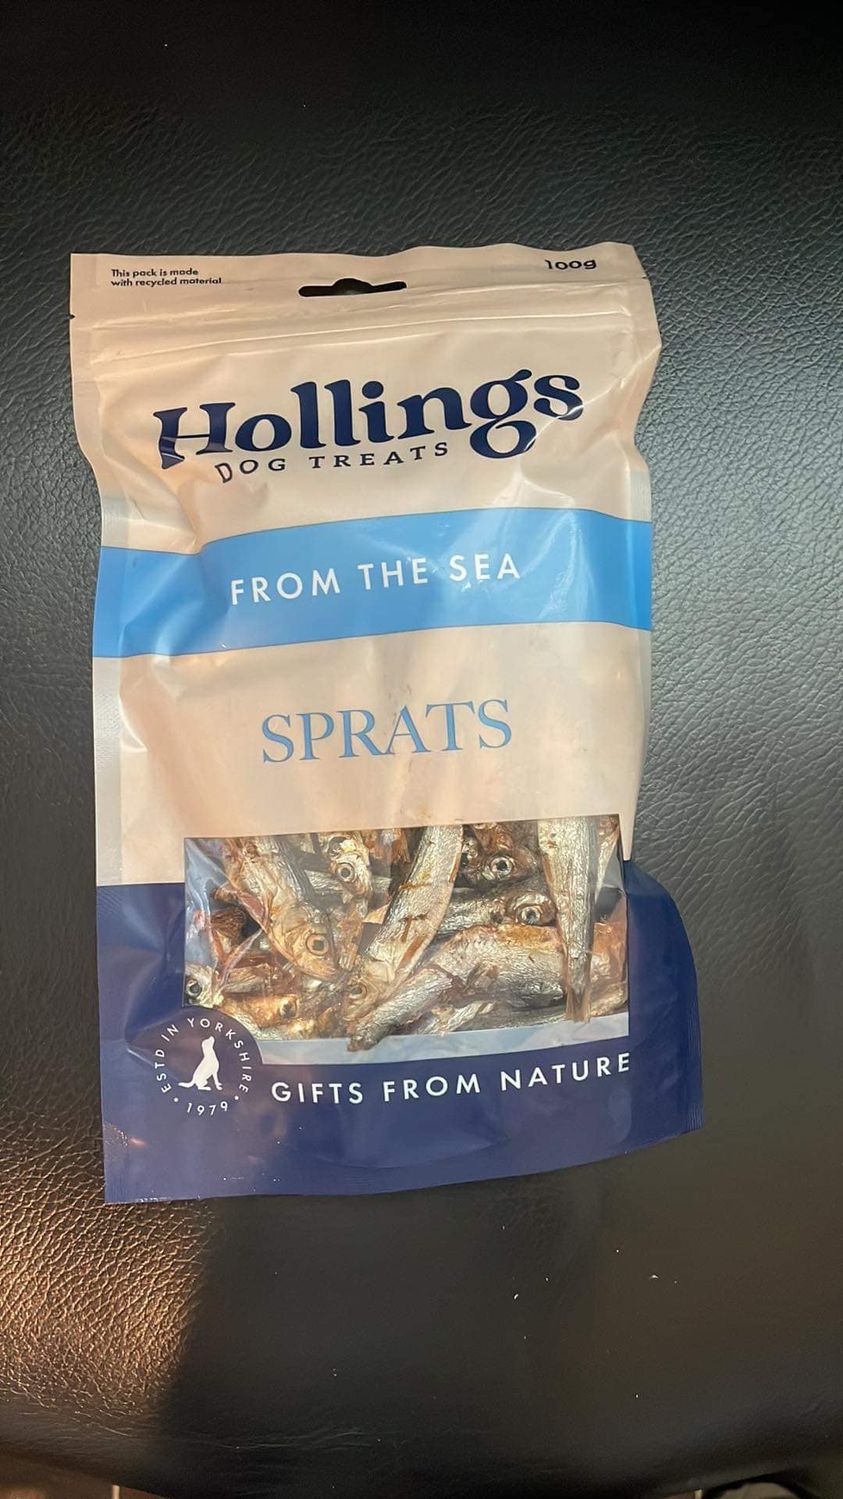 This pack is made
with recycled material
100g
Hollings
DOG TREATS
FROM THE SEA
SPRATS
ESTD IN YORKSHIRE
1979
GIFTS FROM NATURE